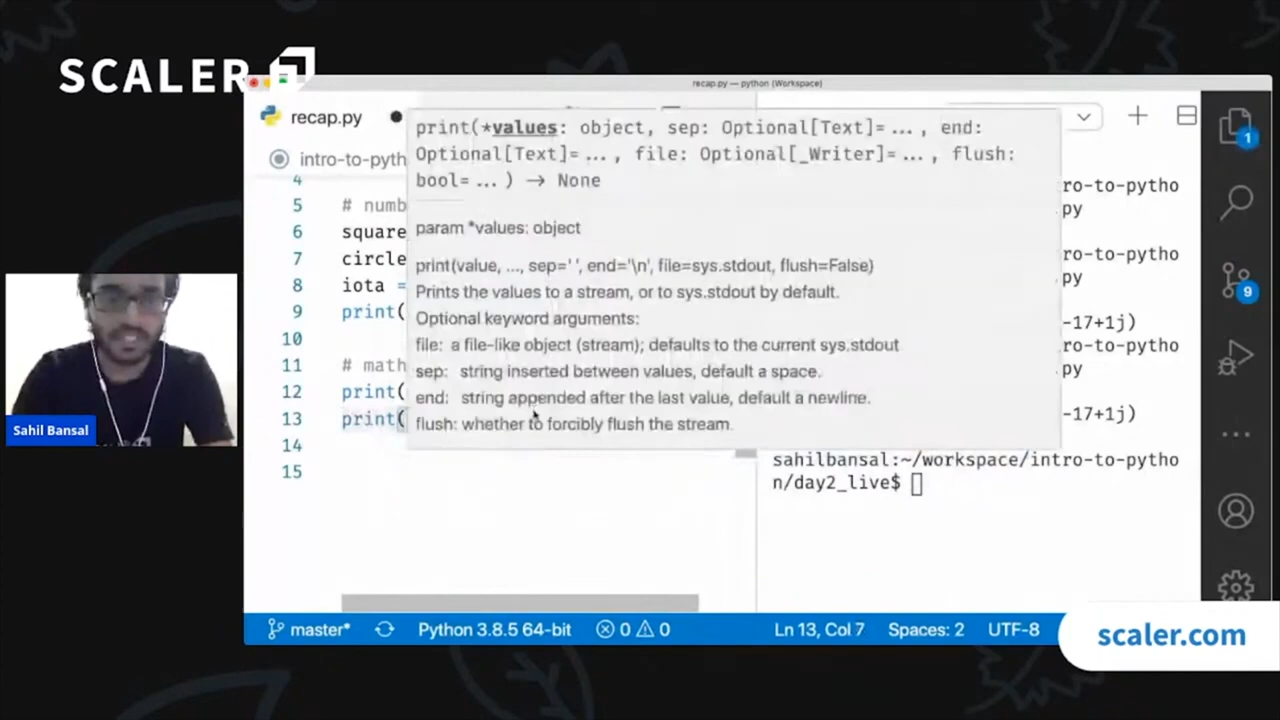 SCALER
recap.py — python (Workspace)
recap.py
intro-to-pyth
print(*values: object, sep: Optional[Text]= ... , end:
Optional[Text]= ... , file: Optional[_Writer]= ... , flush:
bool= ... ) → None
param *values: object
print(value, ..., sep=' ', end='\n', file=sys.stdout, flush=False)
Prints the values to a stream, or to sys.stdout by default.
Optional keyword arguments:
file: a file-like object (stream); defaults to the current sys.stdout
sep: string inserted between values, default a space.
end: string appended after the last value, default a newline.
flush: whether to forcibly flush the stream.
4
5 # numb
6 square
7 circle
8 iota =
9 print(
10
11 # math
12 print(
13 print(
14
15
ro-to-pytho
py
ntro-to-pytho
py
-17+1j)
ro-to-pytho
py
-17+1j)
sahilbansal:~/workspace/intro-to-pytho
n/day2_live$
1
9
Sahil Bansal
master* Python 3.8.5 64-bit 0 0 Ln 13, Col 7 Spaces: 2 UTF-8
scaler.com